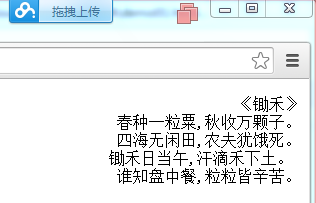 拖拽上传
《锄禾》
春种一粒粟,秋收万颗子。
四海无闲田,农夫犹饿死。
锄禾日当午,汗滴禾下土。
谁知盘中餐,粒粒皆辛苦。